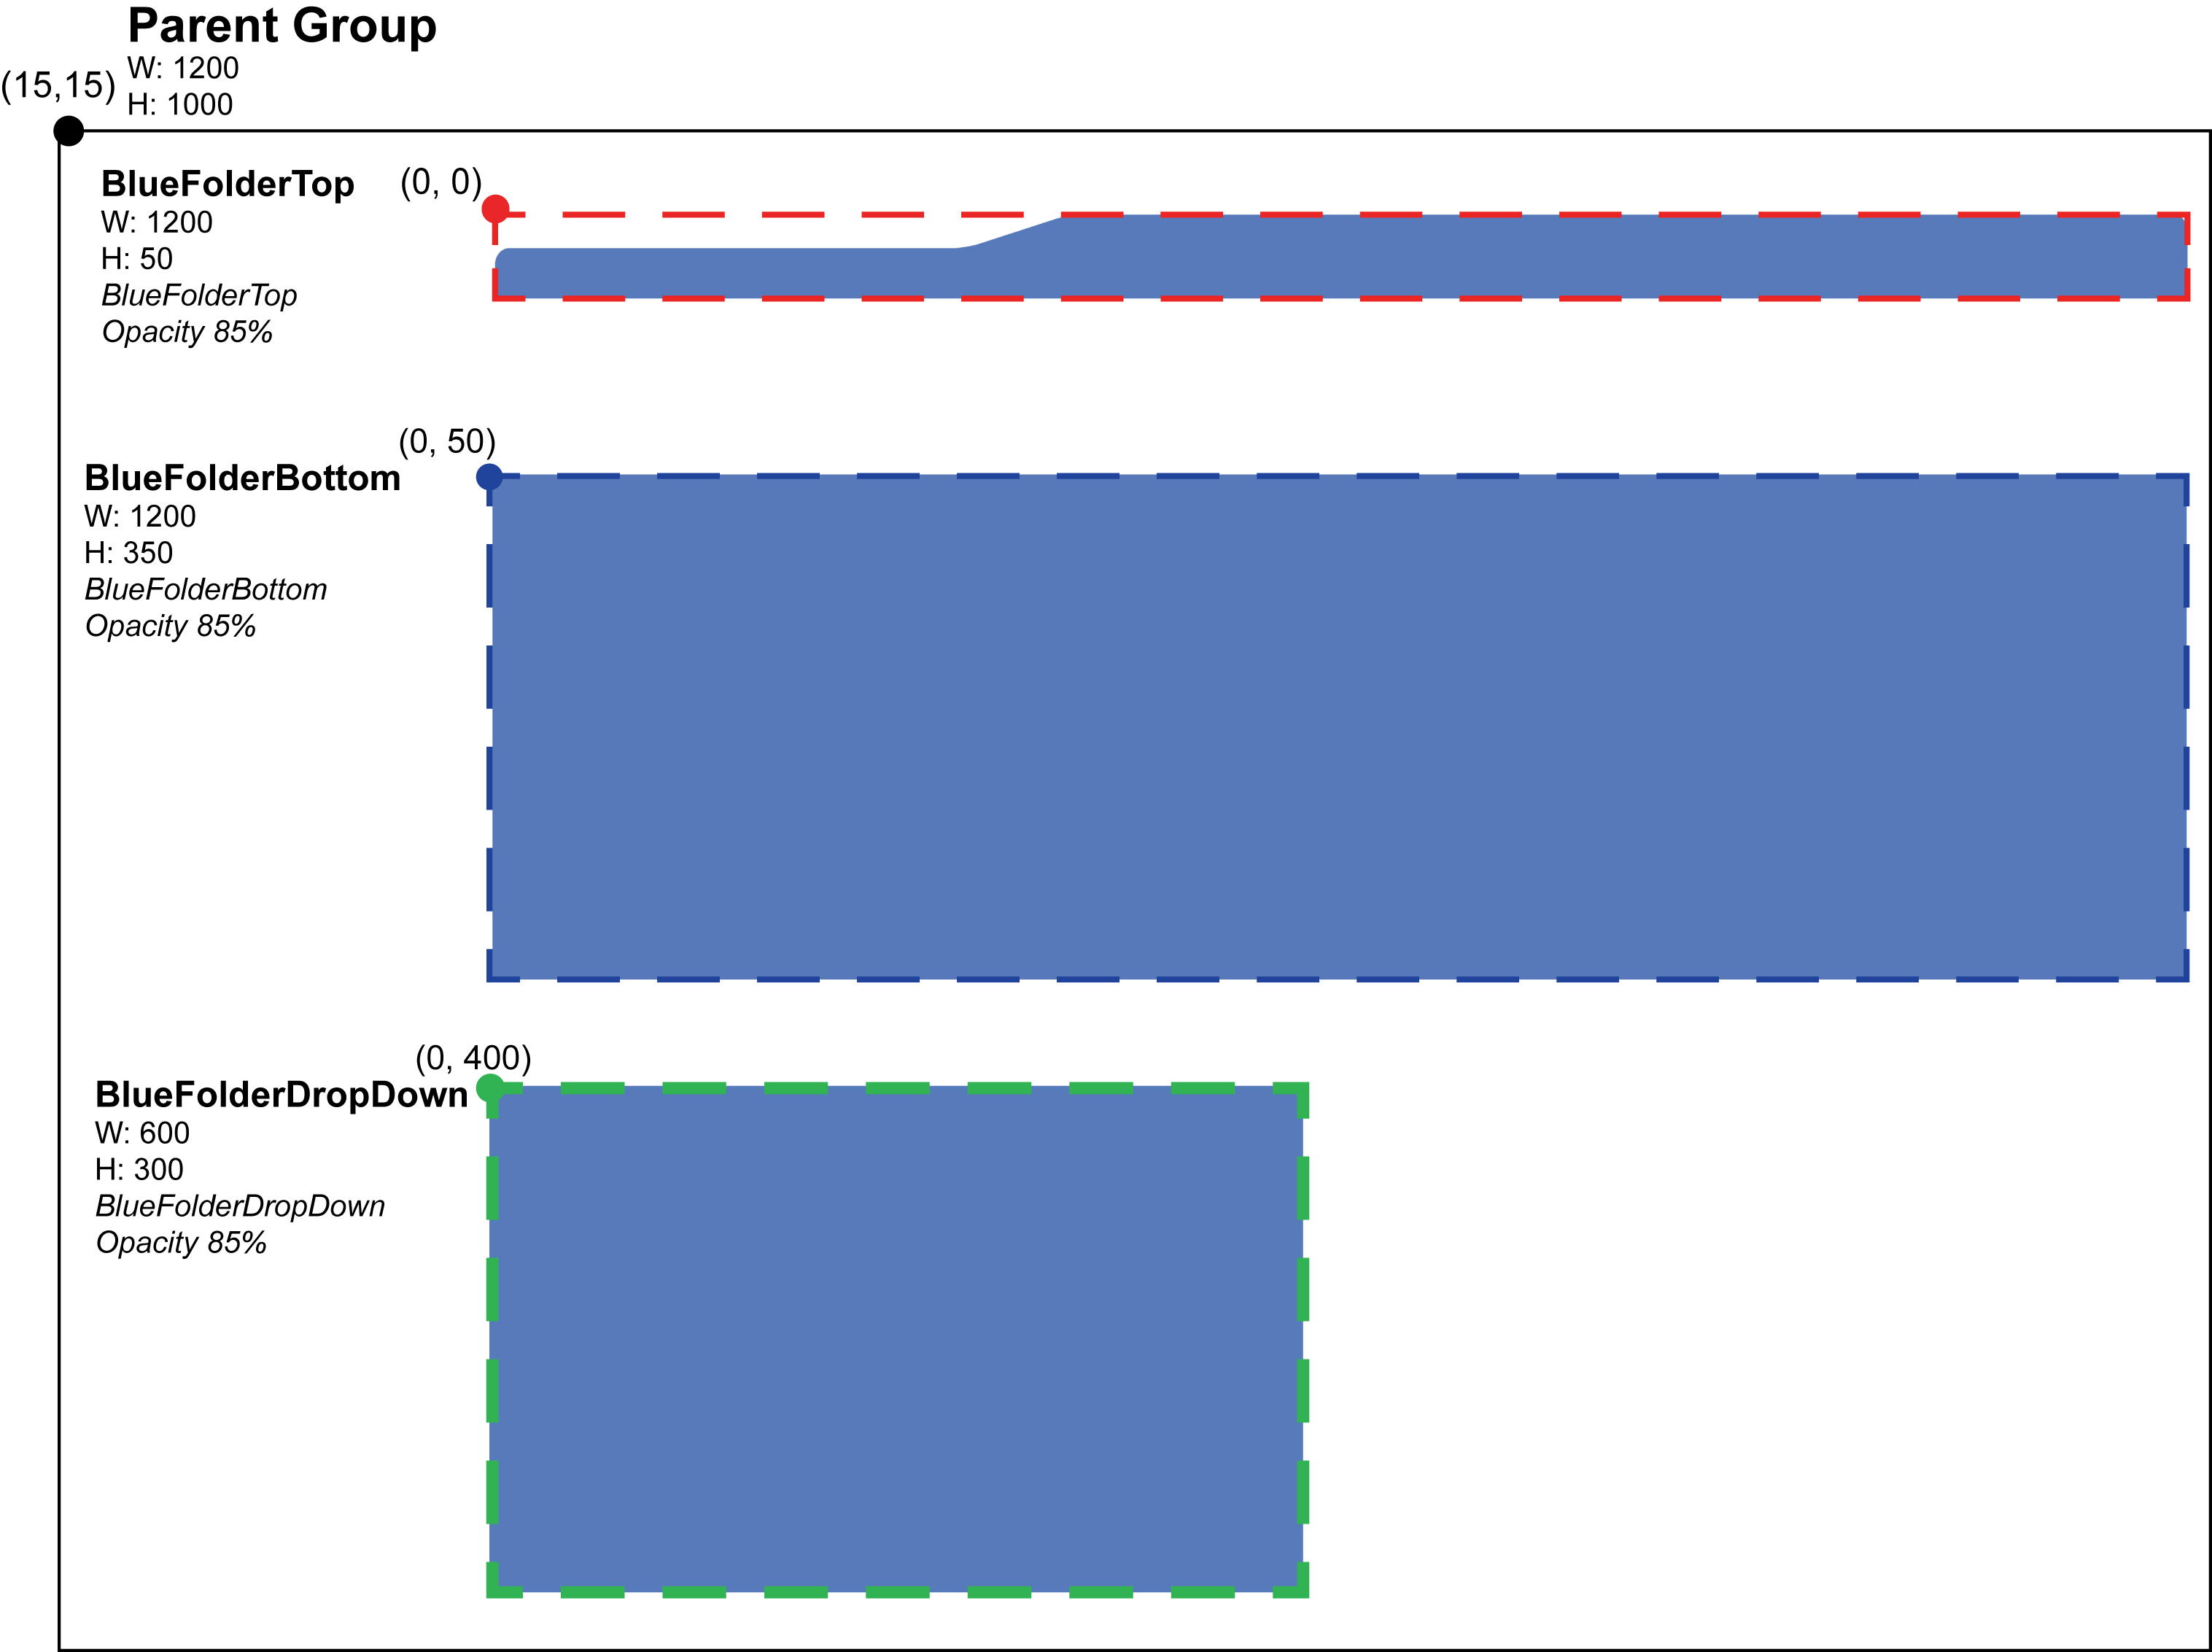 Parent Group
(15,15)
W: 1200
H: 1000
BlueFolderTop
(0, 0)
W: 1200
H: 50
BlueFolderTop
Opacity 85%
(0, 50)
BlueFolderBottom
W: 1200
H: 350
BlueFolderBottom
Opacity 85%
(0, 400)
BlueFolderDropDown
W: 600
H: 300
BlueFolderDropDown
Opacity 85%